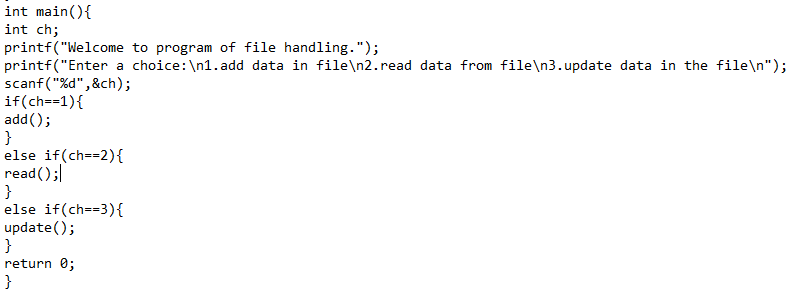 int main(){
int ch;
printf("Welcome to program of file handling.");
printf("Enter a choice:\n1.add data in file\n2.read data from file\n3.update data in the file\n");
scanf("%d",&ch);
if(ch==1){
add();
}
else if(ch==2){
read();
}
else if(ch==3){
update();
}
return 0;
}